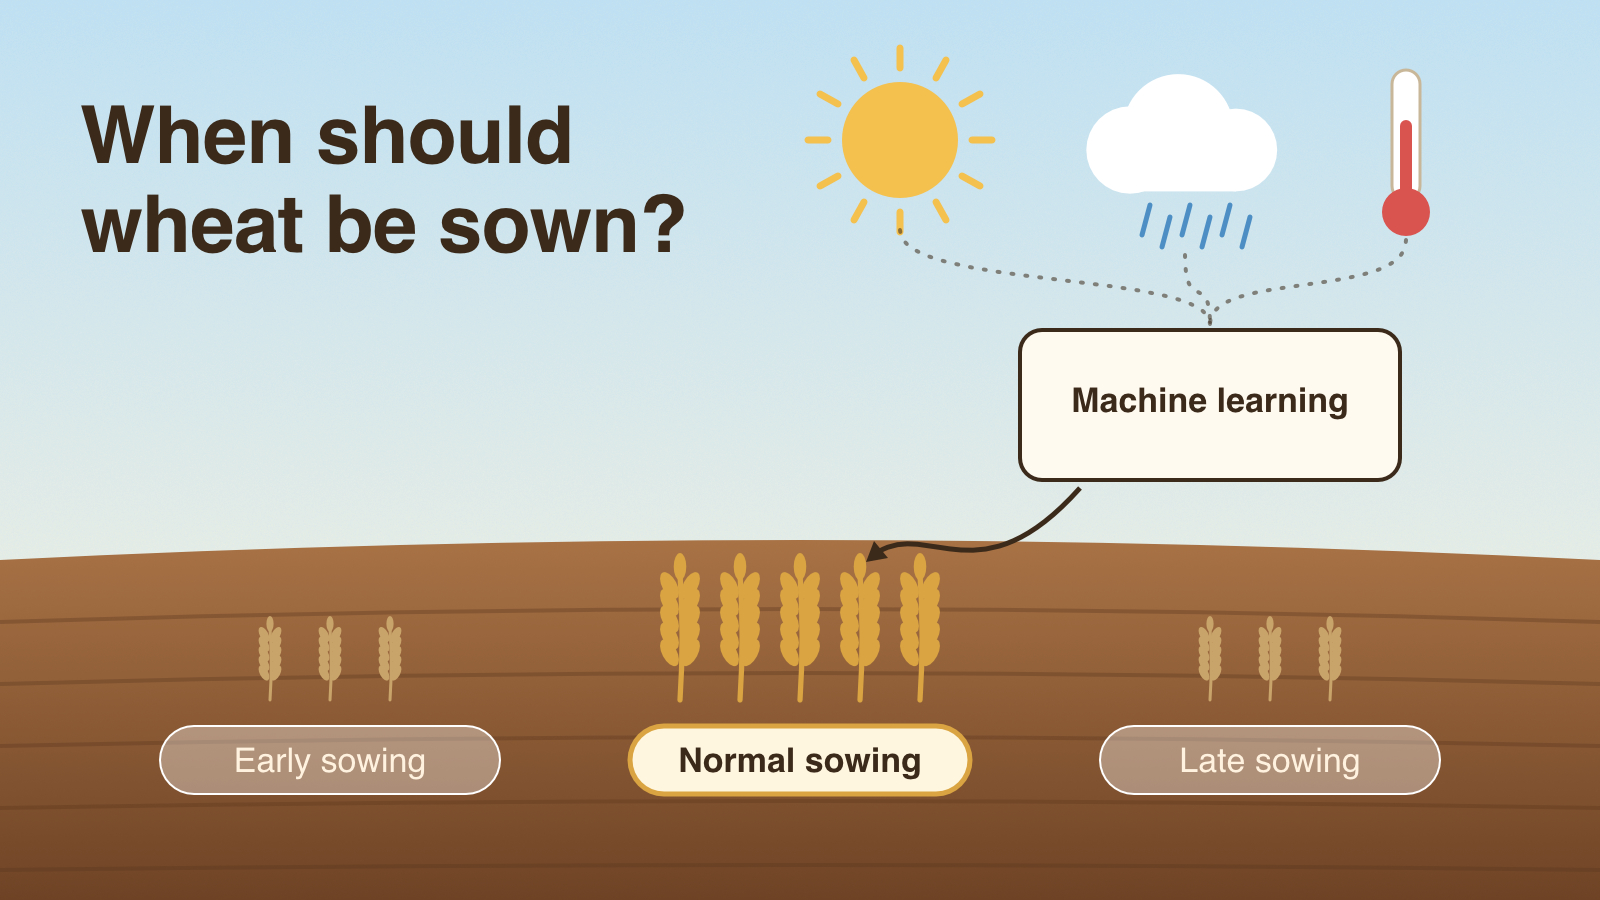 When should
wheat be sown?
Machine learning
Early sowing
Normal sowing
Late sowing